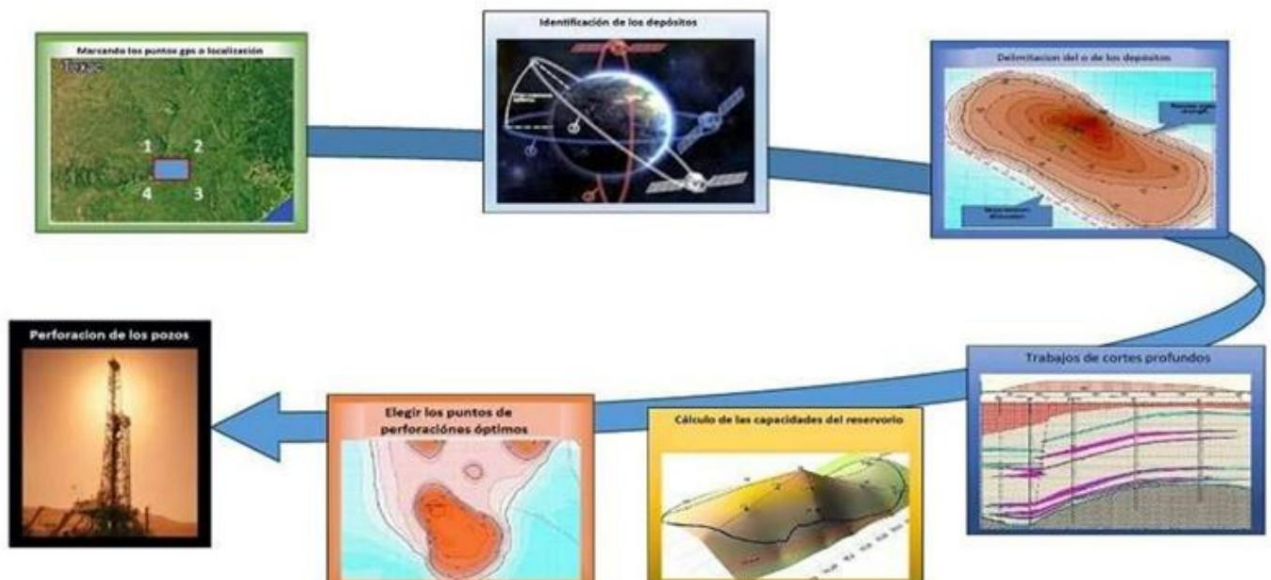 Marcando los puntos gps o localización
Texas
1 2
4 3
Identificación de los depósitos
Delimitacion del o de los depósitos
Trabajos de cortes profundos
Cálculo de las capacidades del reservorio
Elegir los puntos de
perforaciónes óptimos
Perforacion de los pozos